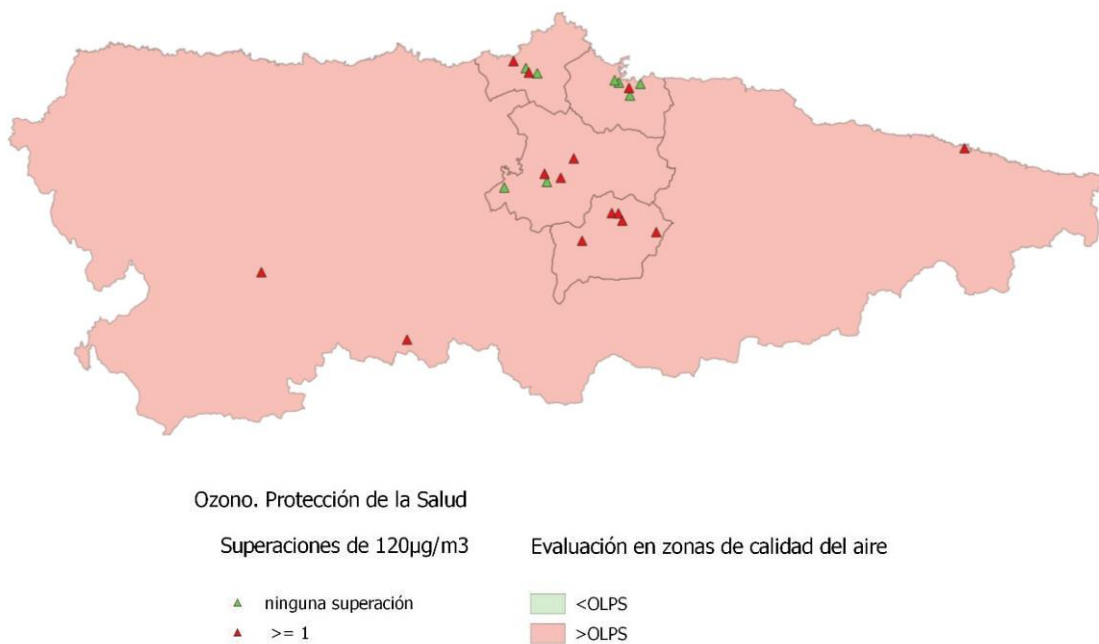 Ozono. Protección de la Salud
Superaciones de 120µg/m3
Evaluación en zonas de calidad del aire
ninguna superación
<OLPS
>= 1
>OLPS